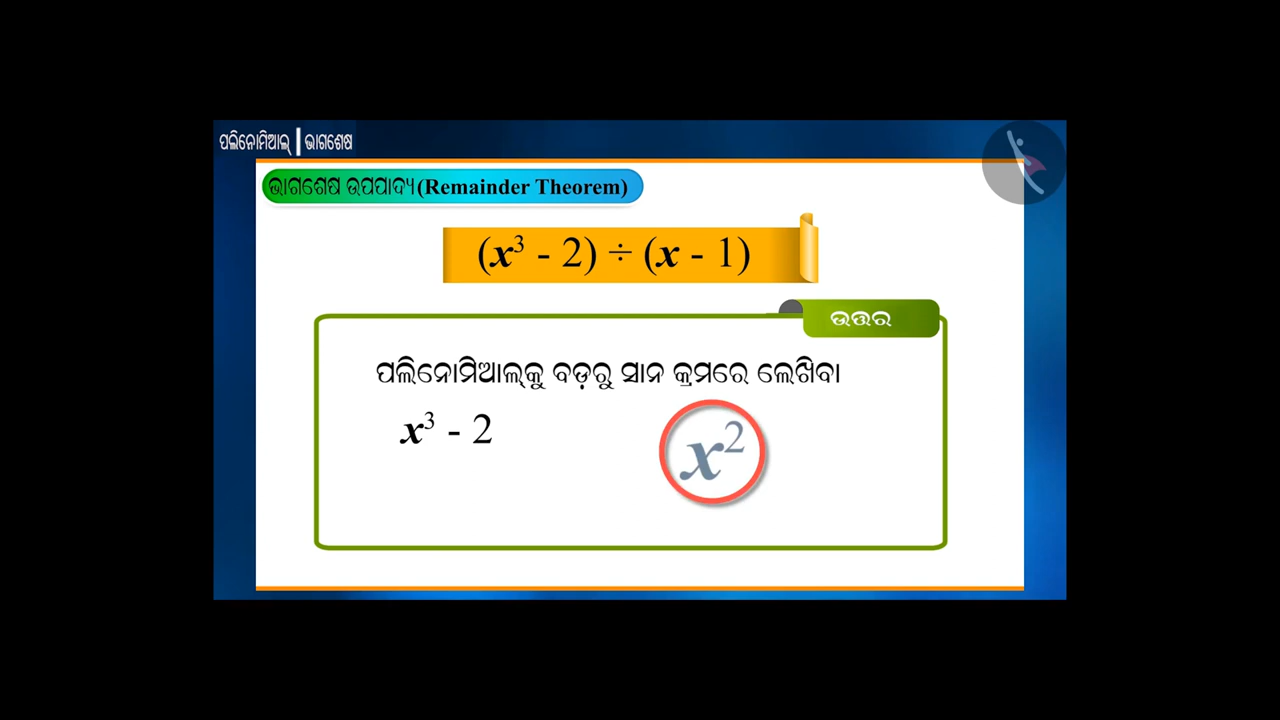 ପଲିନୋମିଆଲ୍ | ଭାଗଶେଷ
ଭାଗଶେଷ ଉପପାଦ୍ୟ (Remainder Theorem)
(x³ - 2) ÷ (x - 1)
ଉତ୍ତର
ପଲିନୋମିଆଲ୍‌କୁ ବଡ଼ରୁ ସାନ କ୍ରମରେ ଲେଖିବା
x³ - 2
x²